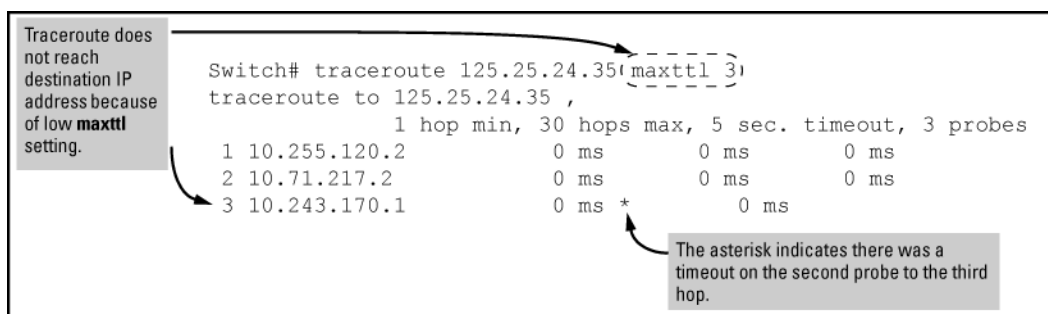 Traceroute does
not reach
destination IP
address because
of low maxttl
setting.
Switch# traceroute 125.25.24.35 maxttl 3
traceroute to 125.25.24.35 ,
1 hop min, 30 hops max, 5 sec. timeout, 3 probes
1 10.255.120.2 0 ms 0 ms 0 ms
2 10.71.217.2 0 ms 0 ms 0 ms
3 10.243.170.1 0 ms * 0 ms
The asterisk indicates there was a
timeout on the second probe to the third
hop.